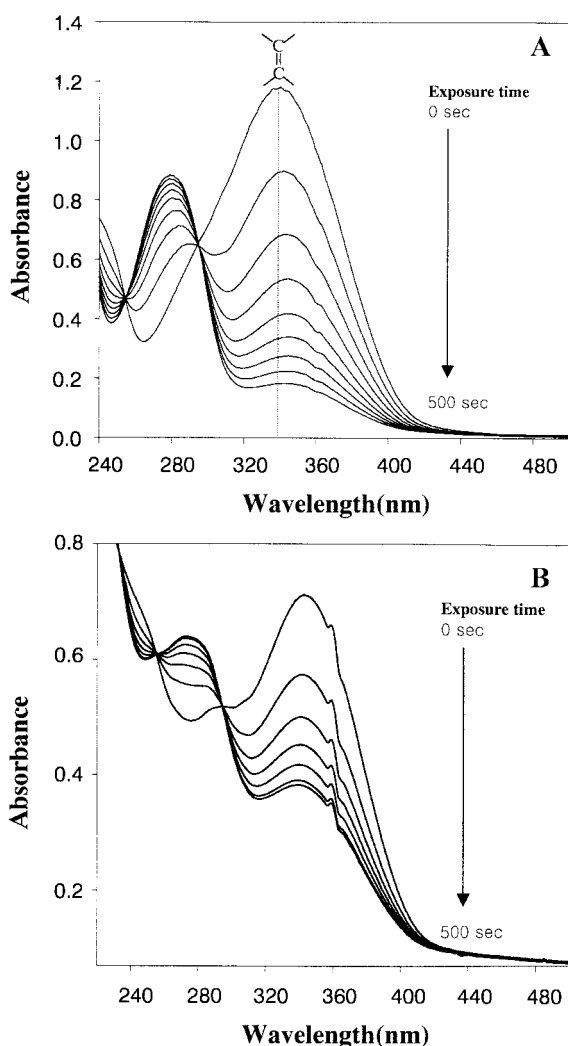 A
C
C
Exposure time
0 sec
500 sec
1.4
1.2
1.0
0.8
0.6
0.4
0.2
0.0
Absorbance
240 280 320 360 400 440 480
Wavelength(nm)
B
Exposure time
0 sec
500 sec
0.8
0.6
0.4
0.2
Absorbance
240 280 320 360 400 440 480
Wavelength(nm)